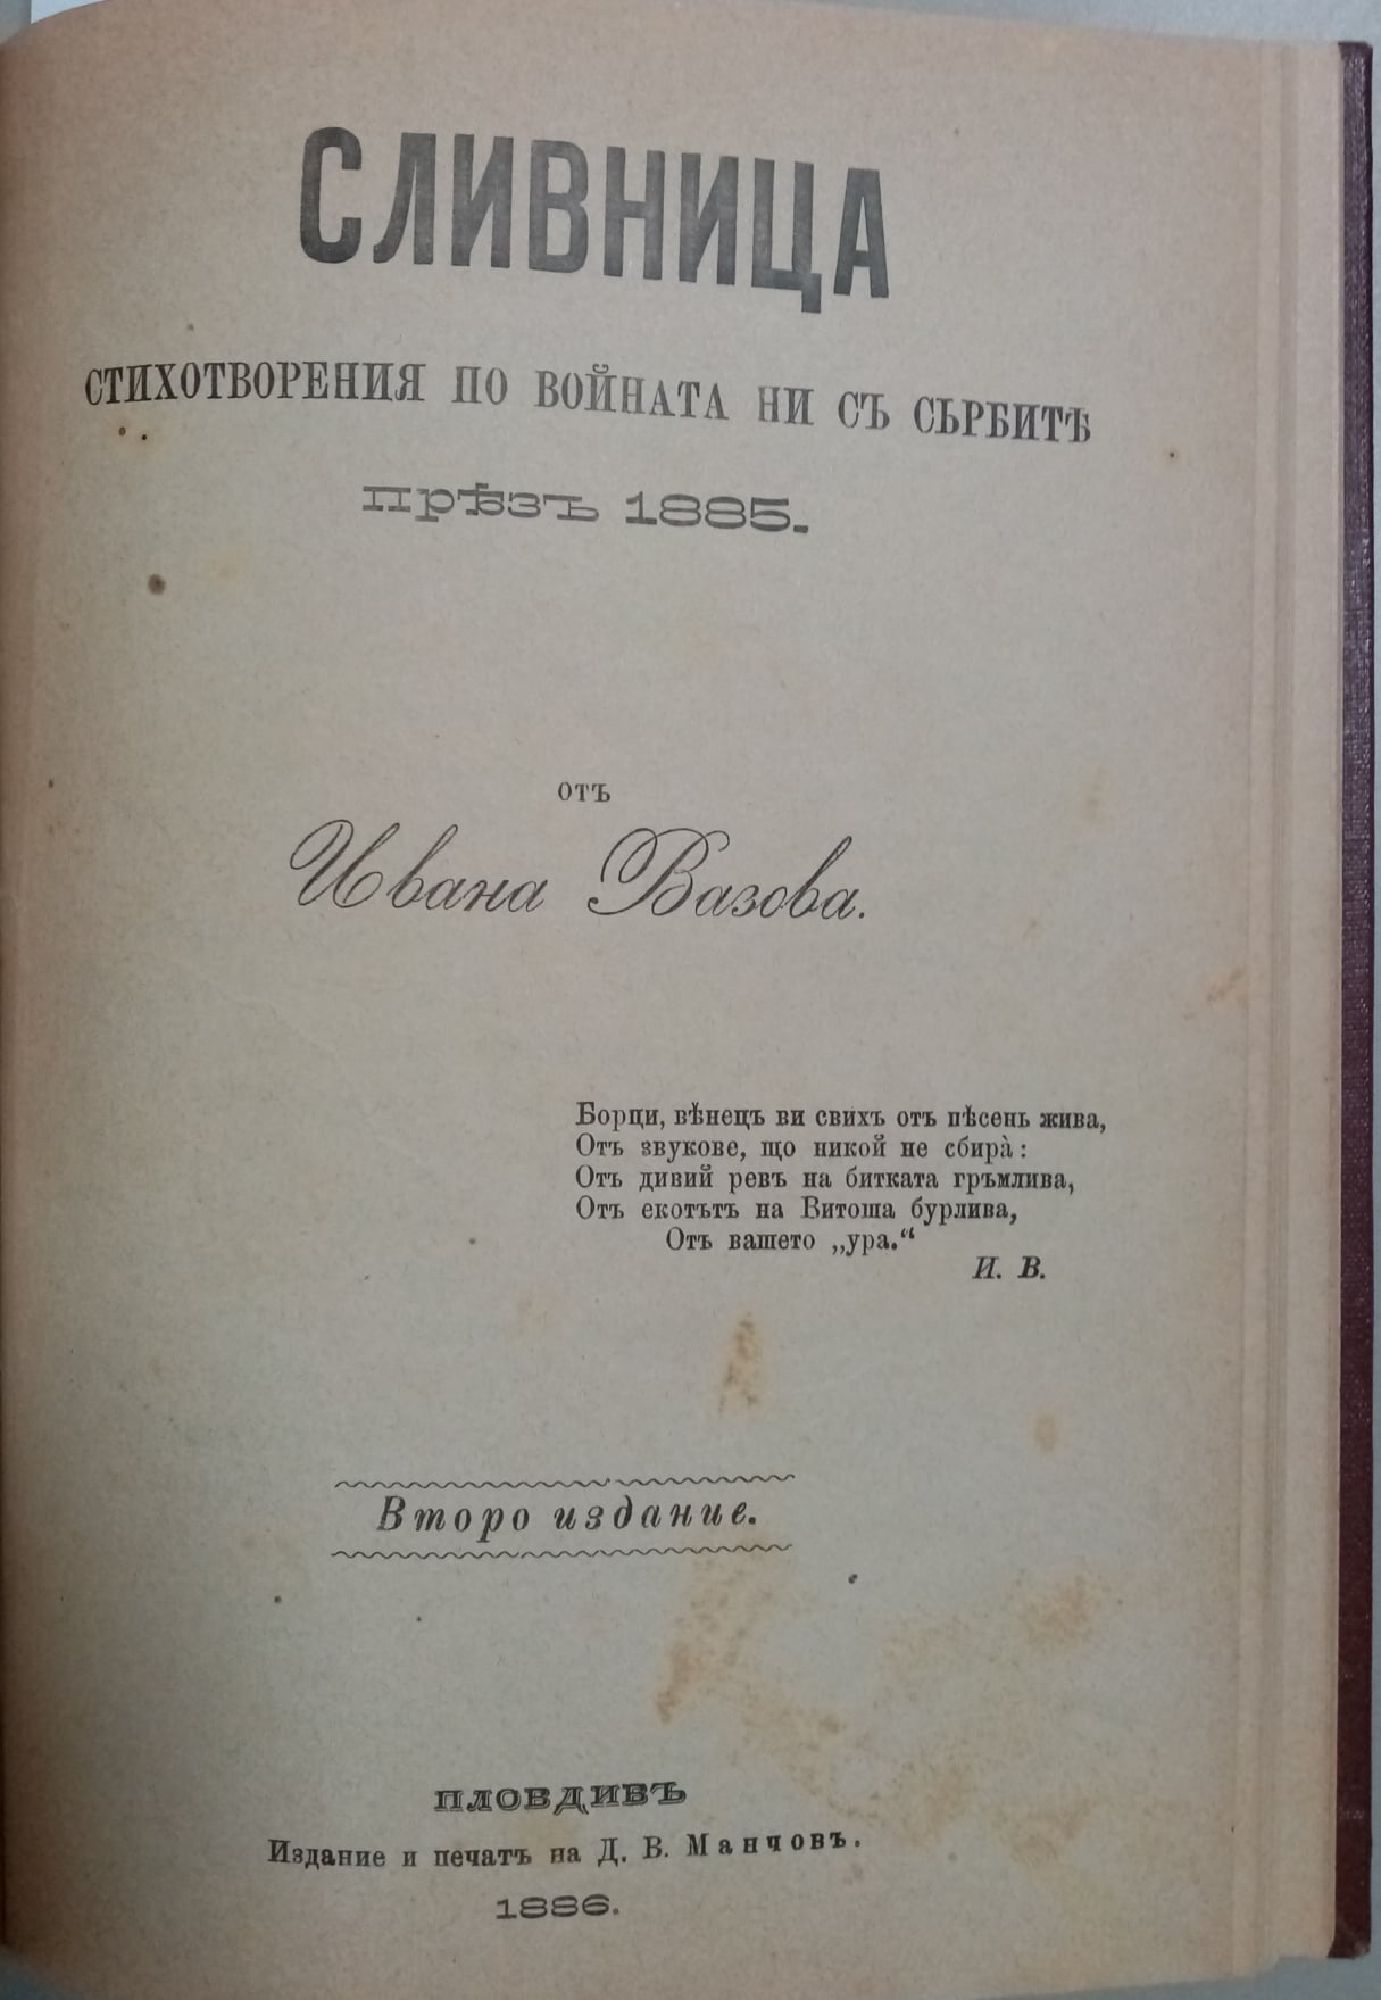 СЛИВНИЦА
СТИХОТВОРЕНИЯ ПО ВОЙНАТА НИ СЪ СЪРБИТѢ
ПРѢЗЪ 1885.
отъ
Ивана Вазова.
Борци, вѣнецъ ви свихъ отъ пѣсень жива,
Отъ звукове, що никой не сбира̀:
Отъ дивий ревъ на битката гръмлива,
Отъ екотътъ на Витоша бурлива,
Отъ вашето „ура.“
И. В.
Второ издание.
ПЛОВДИВЪ
Издание и печатъ на Д. В. Манчовъ.
1886.